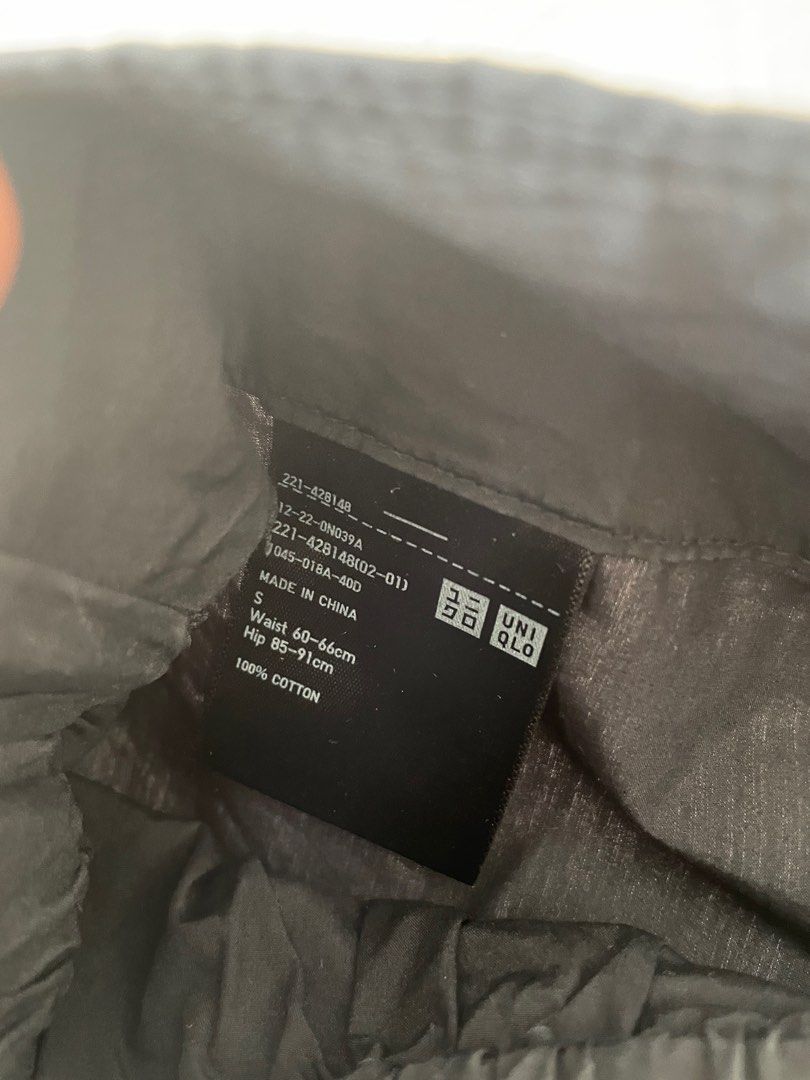 221-428148
12-22-0N039A
221-428148(02-01)
045-018A-40D
MADE IN CHINA
S
Waist 60-66cm
Hip 85-91cm
100% COTTON
ユニ
クロ
UNI
QLO